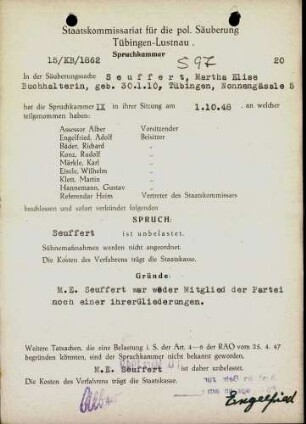 Staatskommissariat für die pol. Säuberung
Tübingen-Lustnau.
Spruchkammer
15/KB/1862 S 97 20
In der Säuberungssache Seuffert, Martha Elise
Buchhalterin, geb. 30.1.10, Tübingen, Nonnengässle 5
hat die Spruchkammer IX in ihrer Sitzung am 1.10.48 , an welcher
teilgenommen haben:
Assessor Alber Vorsitzender
Engelfried, Adolf Beisitzer
Bäder, Richard
Konz, Rudolf
Märkle, Karl
Eisele, Wilhelm
Klett, Martin
Hannemann, Gustav
Referendar Heim Vertreter des Staatskommissars
beschlossen und sofort verkündet folgenden
SPRUCH:
Seuffert ist unbelastet.
Sühnemaßnahmen werden nicht angeordnet.
Die Kosten des Verfahrens trägt die Staatskasse.
Gründe:
M.E. Seuffert war weder Mitglied der Partei
noch einer ihrerGliederungen.
Weitere Tatsachen, die eine Belastung i. S. der Art. 4—6 der RAO vom 25. 4. 47
begründen könnten, sind der Spruchkammer nicht bekannt geworden.
M.E. Seuffert ist daher unbelastet.
Die Kosten des Verfahrens trägt die Staatskasse.
Alber
Engelfried